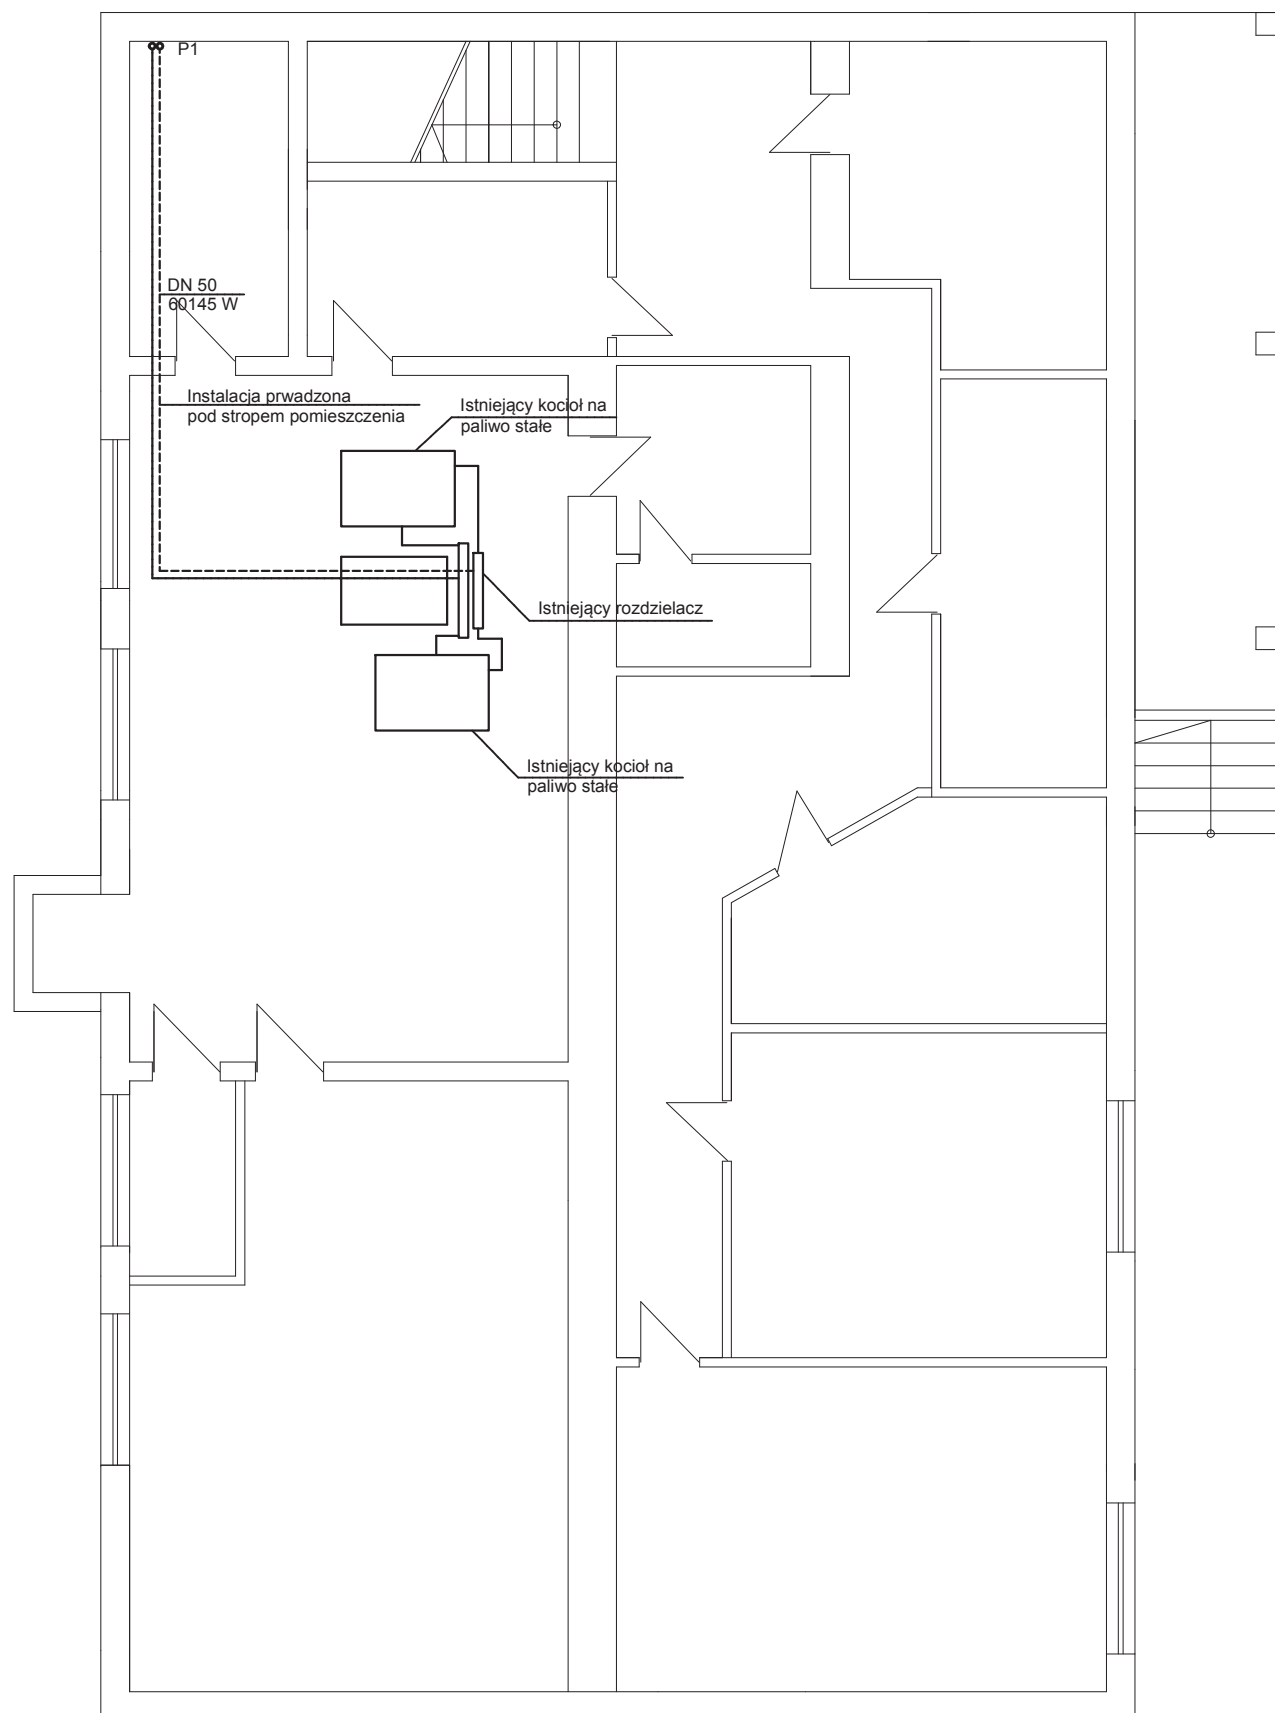 P1
DN 50
60145 W
Instalacja prwadzona
pod stropem pomieszczenia
Istniejący kocioł na
paliwo stałe
Istniejący rozdzielacz
Istniejący kocioł na
paliwo stałe